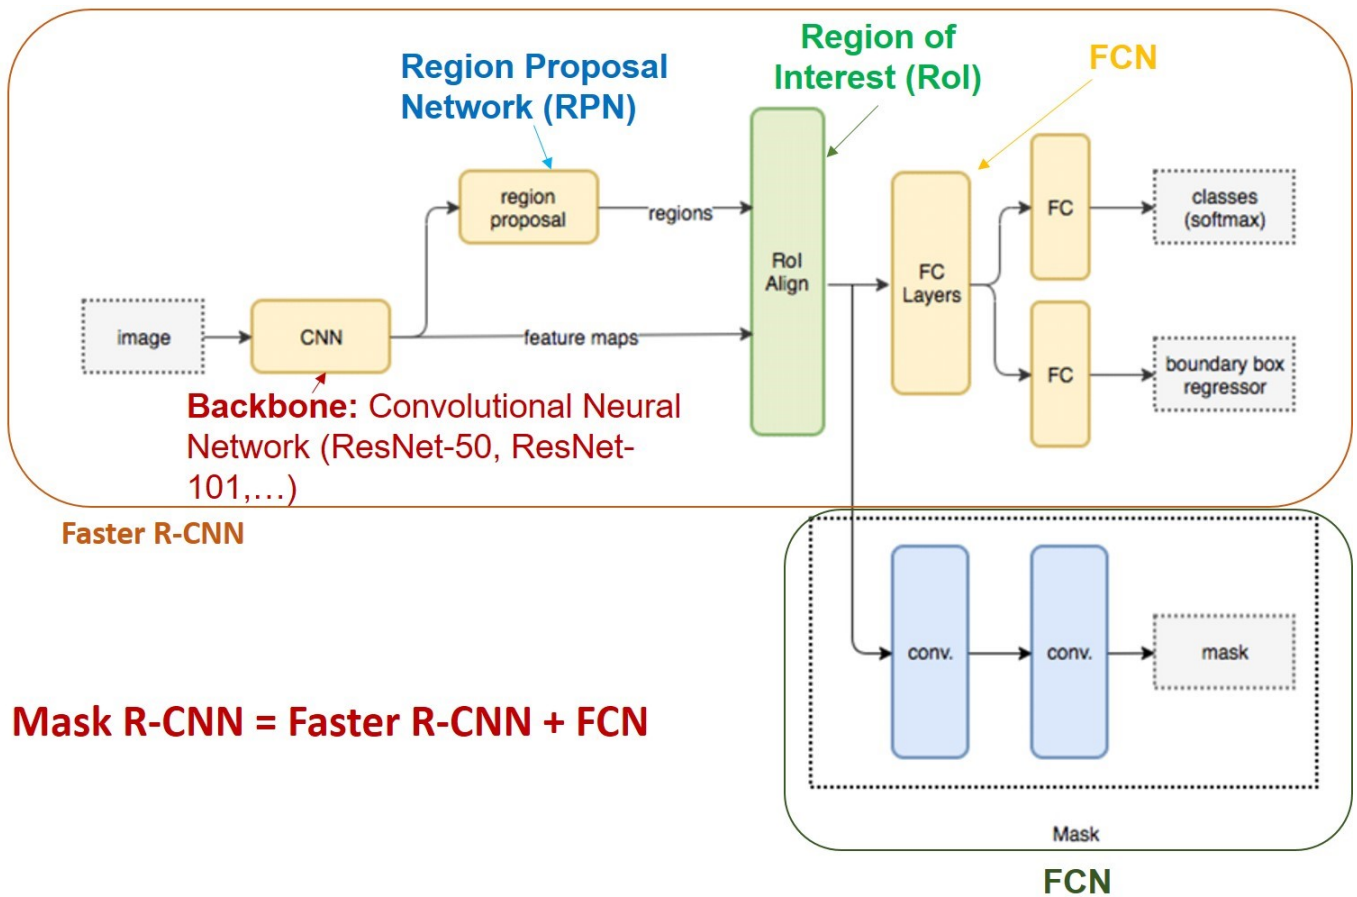 Region Proposal
Network (RPN)
Region of
Interest (RoI)
FCN
region
proposal
regions
RoI
Align
FC
Layers
FC
classes
(softmax)
image
CNN
feature maps
FC
boundary box
regressor
Backbone: Convolutional Neural
Network (ResNet-50, ResNet-
101,…)
Faster R-CNN
conv.
conv.
mask
Mask R-CNN = Faster R-CNN + FCN
Mask
FCN